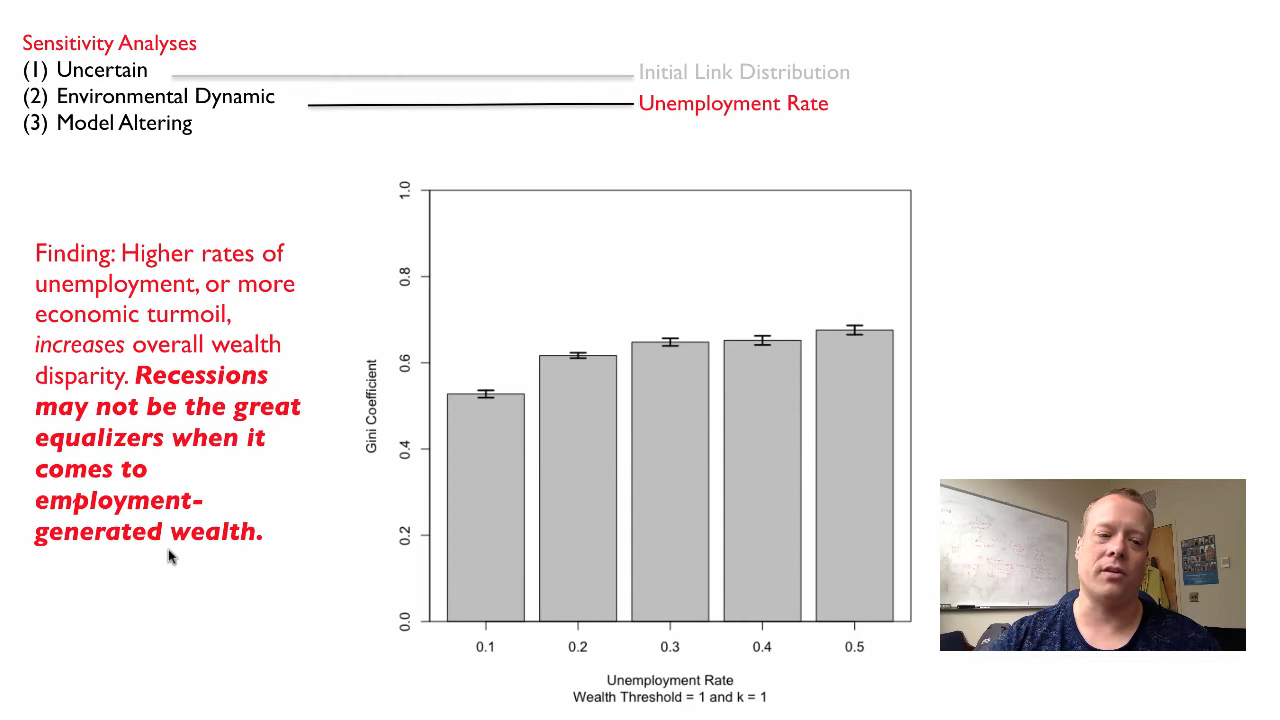 Sensitivity Analyses
(1) Uncertain
Initial Link Distribution
(2) Environmental Dynamic
Unemployment Rate
(3) Model Altering
Finding: Higher rates of
unemployment, or more
economic turmoil,
increases overall wealth
disparity. Recessions
may not be the great
equalizers when it
comes to
employment-
generated wealth.
Gini Coefficient
1.0
0.8
0.6
0.4
0.2
0.0
0.1 0.2 0.3 0.4 0.5
Unemployment Rate
Wealth Threshold = 1 and k = 1